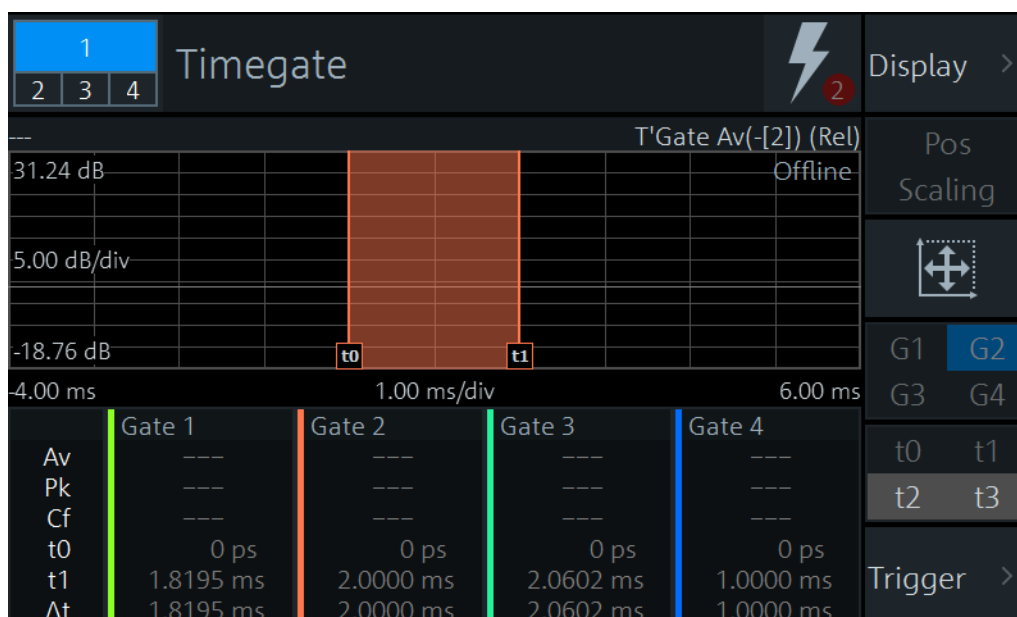 1
2 3 4
Timegate
2
Display >
---
T'Gate Av(-[2]) (Rel)
31.24 dB
Offline
5.00 dB/div
-18.76 dB
t0
t1
-4.00 ms
1.00 ms/div
6.00 ms
Pos
Scaling
G1 G2
G3 G4
t0 t1
t2 t3
Trigger >
Gate 1 Gate 2 Gate 3 Gate 4
Av --- --- --- ---
Pk --- --- --- ---
Cf --- --- --- ---
t0 0 ps 0 ps 0 ps 0 ps
t1 1.8195 ms 2.0000 ms 2.0602 ms 1.0000 ms
Δt 1.8195 ms 2.0000 ms 2.0602 ms 1.0000 ms